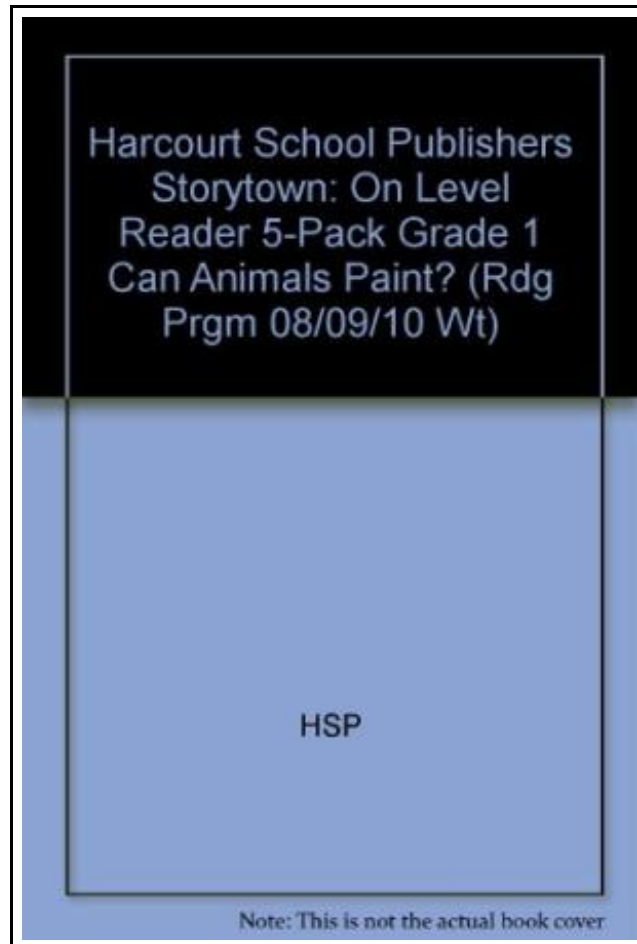 Harcourt School Publishers
Storytown: On Level
Reader 5-Pack Grade 1
Can Animals Paint? (Rdg
Prgm 08/09/10 Wt)
HSP
Note: This is not the actual book cover